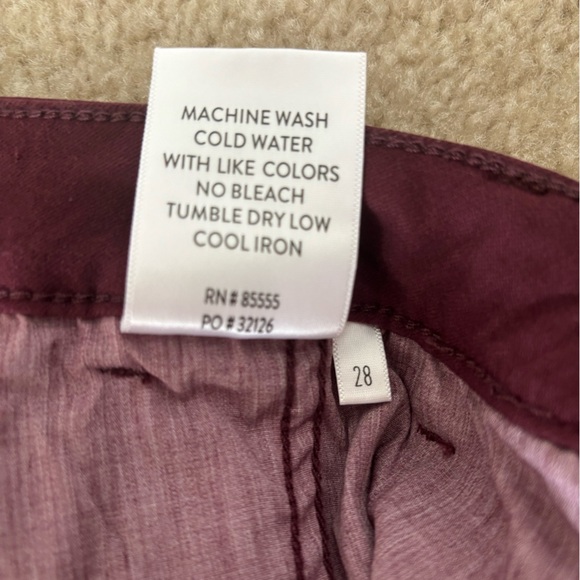 MACHINE WASH
COLD WATER
WITH LIKE COLORS
NO BLEACH
TUMBLE DRY LOW
COOL IRON
RN # 85555
PO # 32126
28